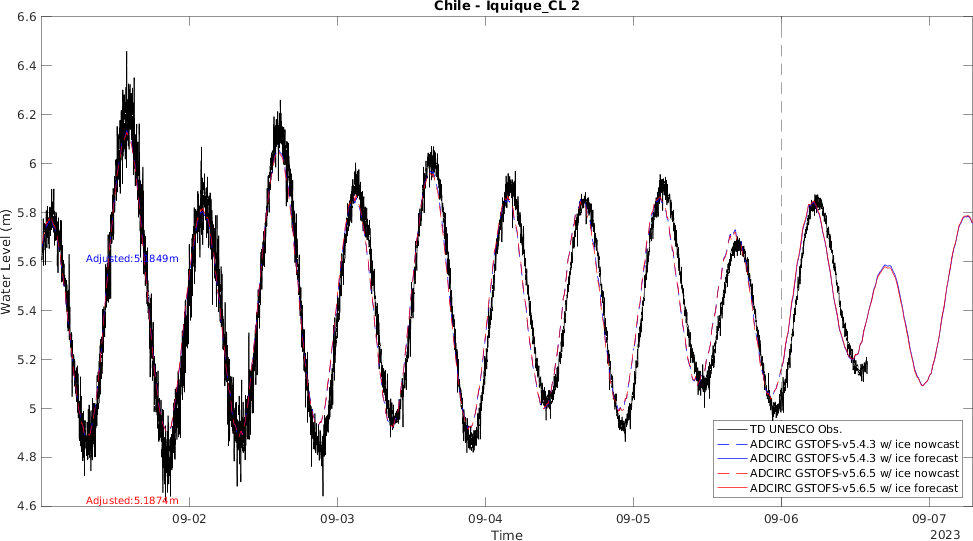 Chile - Iquique_CL 2
6.6
6.4
6.2
6
5.8
5.6
5.4
5.2
5
4.8
4.6
Water Level (m)
Adjusted:5.1849m
Adjusted:5.1874m
TD UNESCO Obs.
ADCIRC GSTOFS-v5.4.3 w/ ice nowcast
ADCIRC GSTOFS-v5.4.3 w/ ice forecast
ADCIRC GSTOFS-v5.6.5 w/ ice nowcast
ADCIRC GSTOFS-v5.6.5 w/ ice forecast
09-02 09-03 09-04 09-05 09-06 09-07
Time
2023